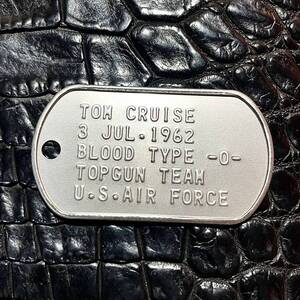 TOM CRUISE
3 JUL.1962
BLOOD TYPE -O-
TOPGUN TEAM
U.S.AIR FORCE